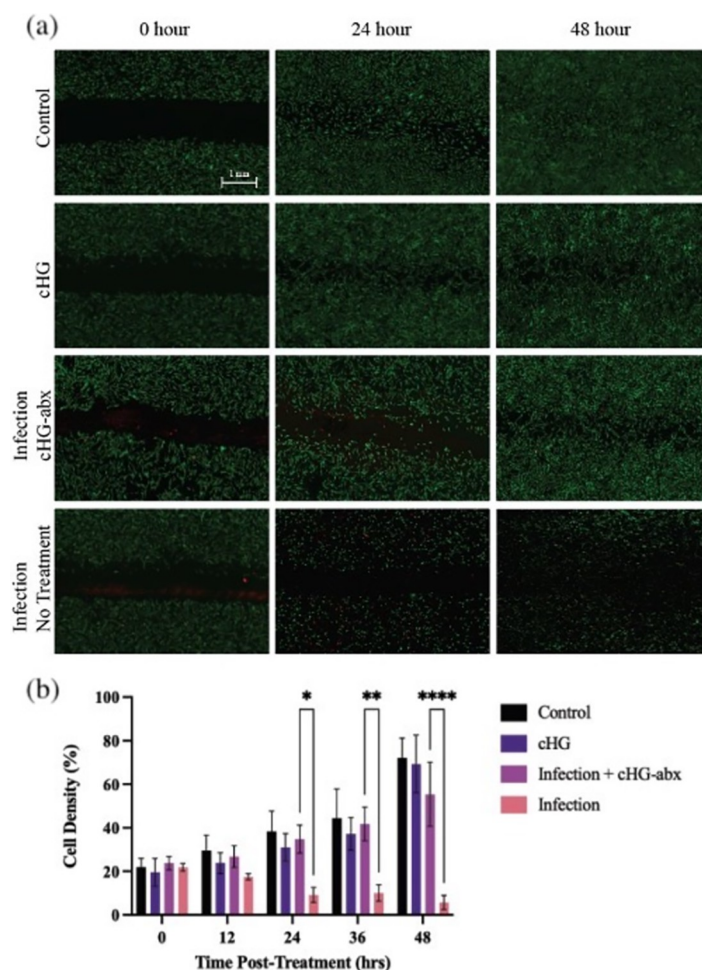 (a)
0 hour
24 hour
48 hour
Control
1 mm
cHG
Infection
cHG-abx
Infection
No Treatment
(b)
Cell Density (%)
100
80
60
40
20
0
*
**
****
0
12
24
36
48
Time Post-Treatment (hrs)
Control
cHG
Infection + cHG-abx
Infection